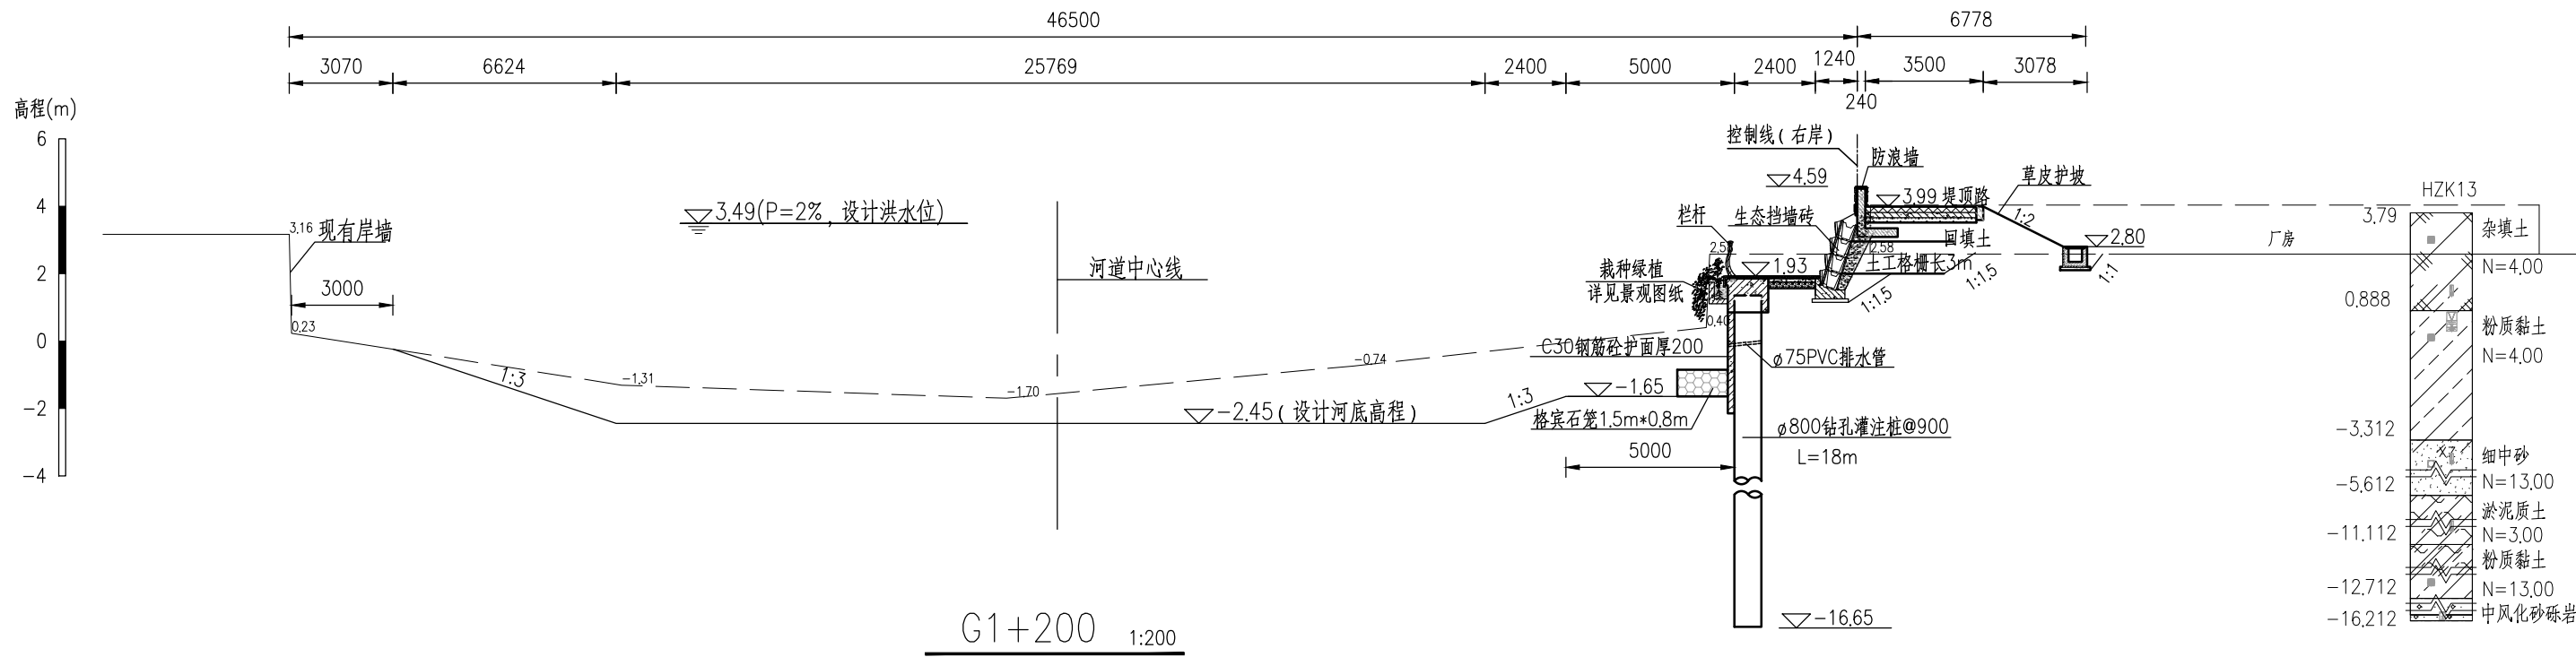 46500
6778
3070
6624
25769
2400
5000
2400
1240
240
3500
3078
高程(m)
6
4
2
0
-2
-4
控制线(右岸)
防浪墙
4.59
3.99 堤顶路
草皮护坡
1:2
HZK13
3.79
杂填土
N=4.00
3.16 现有岸墙
3.49(P=2%, 设计洪水位)
栏杆
生态挡墙砖
回填土
2.58
2.80
厂房
河道中心线
栽种绿植
详见景观图纸
1.93
土工格栅长3m
1:1.5
1:1.5
1:1
3000
0.888
0.23
0.40
粉质黏土
N=4.00
C30钢筋砼护面厚200
ϕ75PVC排水管
-0.74
-1.31
1:3
-1.70
-1.65
1:3
-2.45(设计河底高程)
格宾石笼1.5m*0.8m
ϕ800钻孔灌注桩@900
L=18m
5000
-3.312
细中砂
N=13.00
-5.612
淤泥质土
N=3.00
-11.112
粉质黏土
N=13.00
-12.712
中风化砂砾岩
-16.212
-16.65
G1+200 1:200